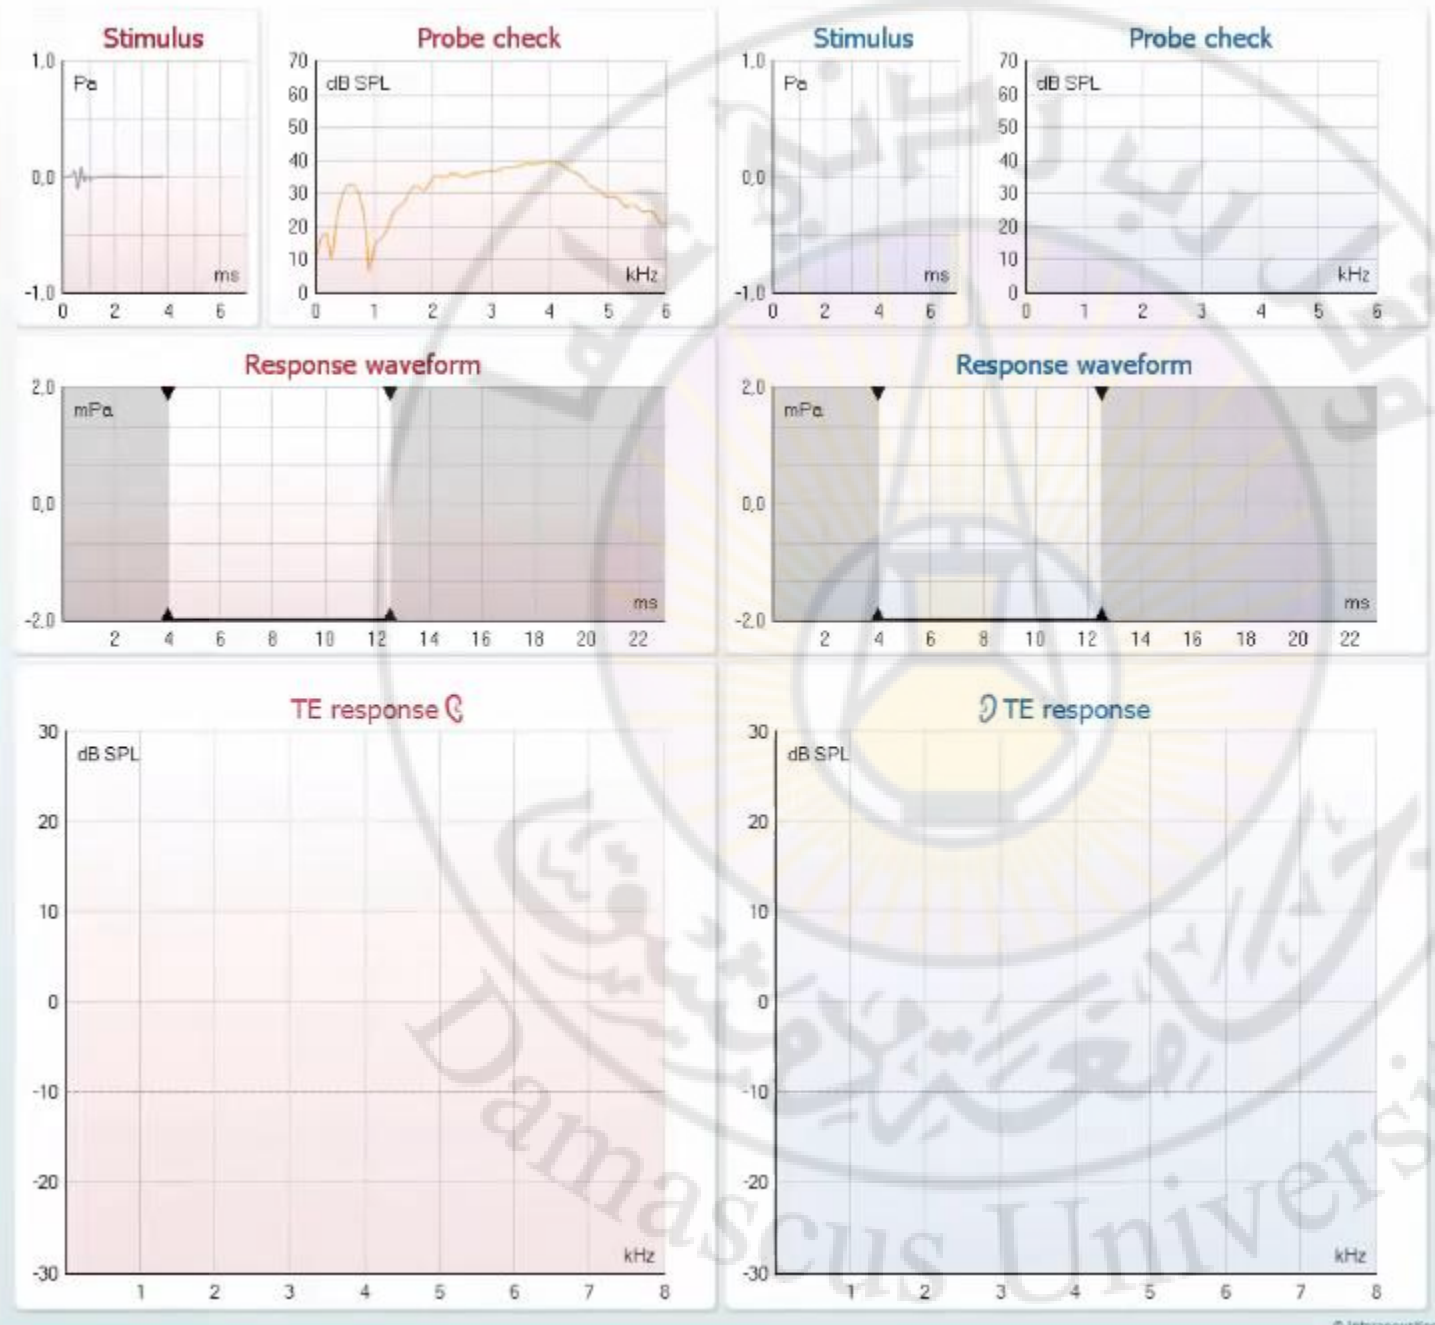 Stimulus
1.0
Pa
0,0
-1.0
ms
0 2 4 6
Probe check
70
dB SPL
60
50
40
30
20
10
0
kHz
0 1 2 3 4 5 6
Stimulus
1.0
Pa
0,0
-1.0
ms
0 2 4 6
Probe check
70
dB SPL
60
50
40
30
20
10
0
kHz
0 1 2 3 4 5 6
Response waveform
2.0
mPa
0,0
-2.0
ms
2 4 6 8 10 12 14 16 18 20 22
Response waveform
2.0
mPa
0,0
-2.0
ms
2 4 6 8 10 12 14 16 18 20 22
TE response
30
dB SPL
20
10
0
-10
-20
-30
kHz
1 2 3 4 5 6 7 8
TE response
30
dB SPL
20
10
0
-10
-20
-30
kHz
1 2 3 4 5 6 7 8
Damascus Universi